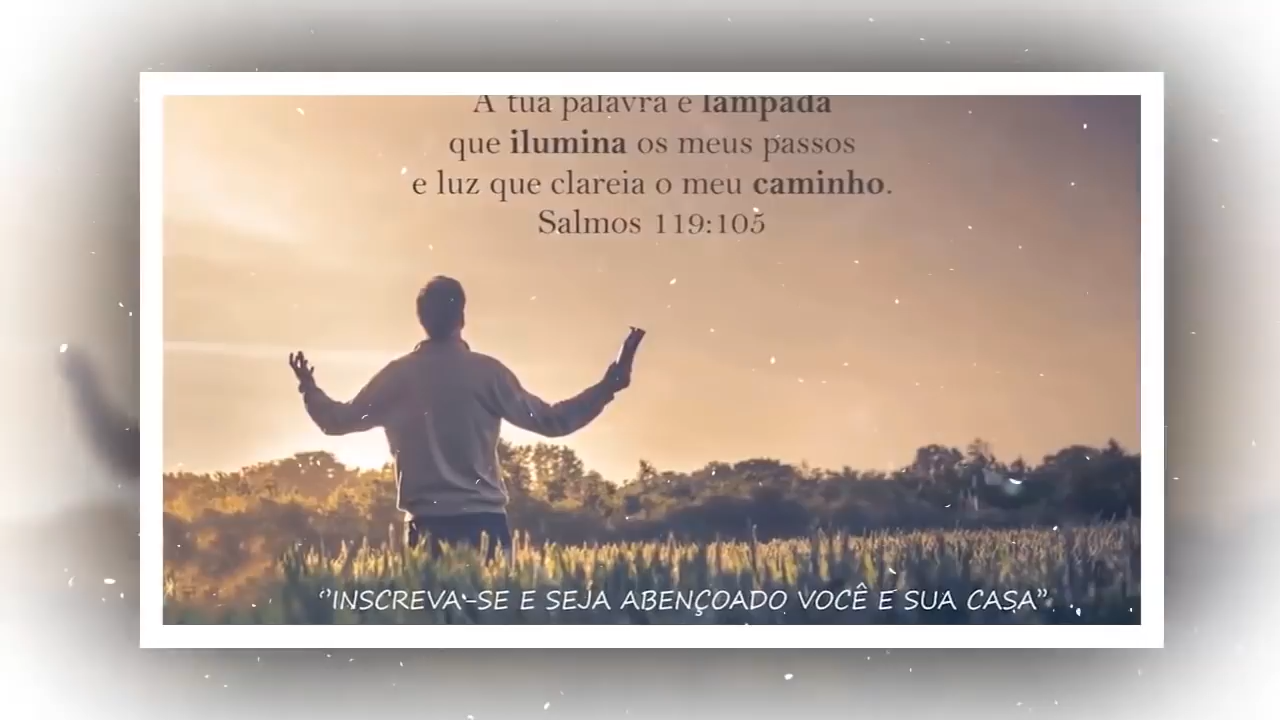 A tua palavra é lâmpada
que ilumina os meus passos
e luz que clareia o meu caminho.
Salmos 119:105
“INSCREVA-SE E SEJA ABENÇOADO VOCÊ E SUA CASA”